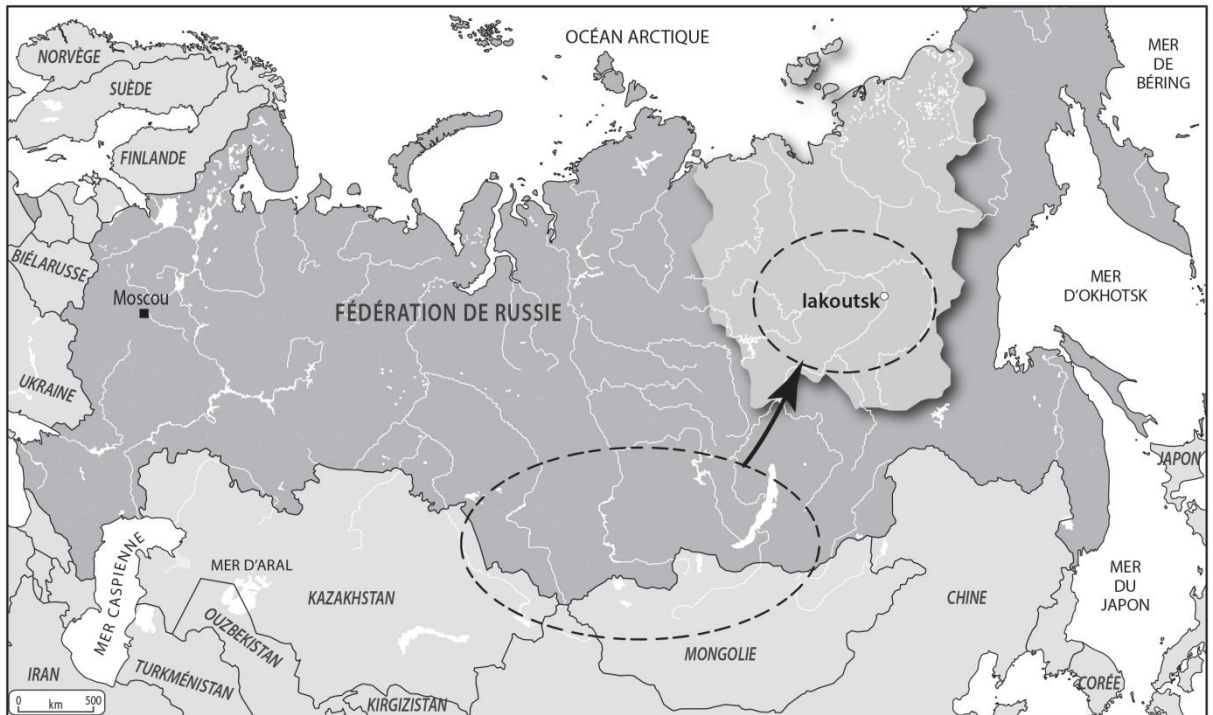 OCÉAN ARCTIQUE
MER
DE
BÉRING
NORVÈGE
SUÈDE
FINLANDE
BIÉLARUSSE
Moscou
FÉDÉRATION DE RUSSIE
Iakoutsk
MER
D'OKHOTSK
UKRAINE
JAPON
MER CASPIENNE
MER D'ARAL
KAZAKHSTAN
OUZBEKISTAN
CHINE
MER
DU
JAPON
MONGOLIE
IRAN
TURKMÉNISTAN
KIRGIZISTAN
CORÉE
0 km 500